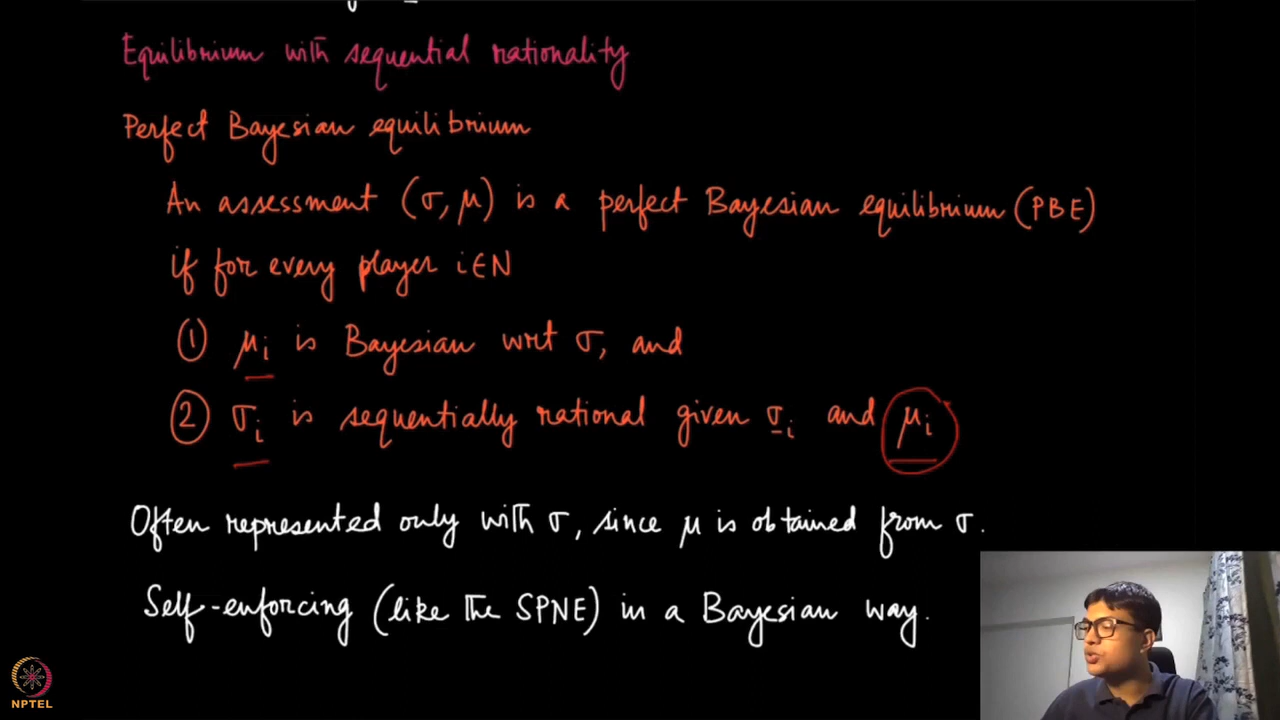 Equilibrium with sequential rationality
Perfect Bayesian equilibrium
An assessment (σ, μ) is a perfect Bayesian equilibrium (PBE)
if for every player i∈N
① μᵢ is Bayesian wrt σ, and
② σᵢ is sequentially rational given σ₋ᵢ and μᵢ
Often represented only with σ, since μ is obtained from σ.
Self-enforcing (like the SPNE) in a Bayesian way.
NPTEL